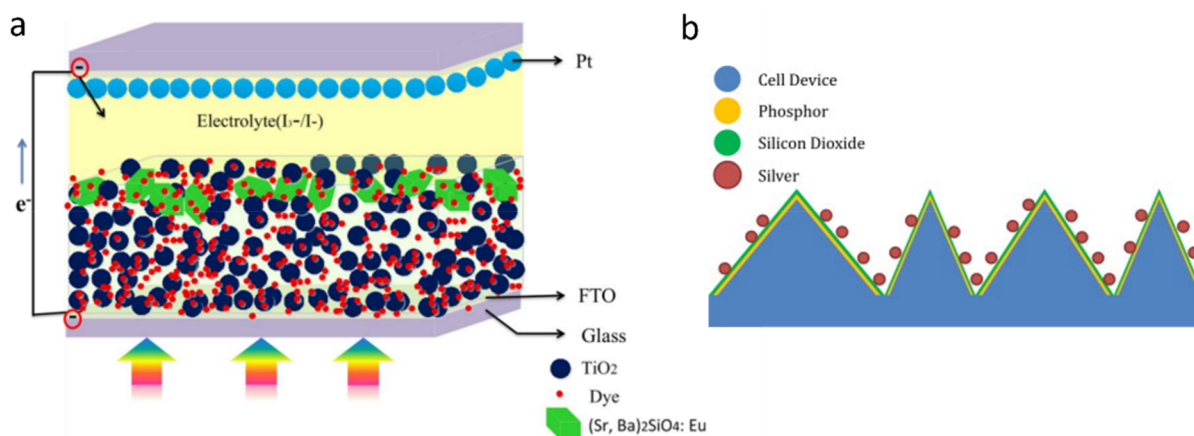 a
Pt
Electrolyte(I₃-/I-)
e-
FTO
Glass
TiO₂
Dye
(Sr, Ba)₂SiO₄: Eu
b
Cell Device
Phosphor
Silicon Dioxide
Silver